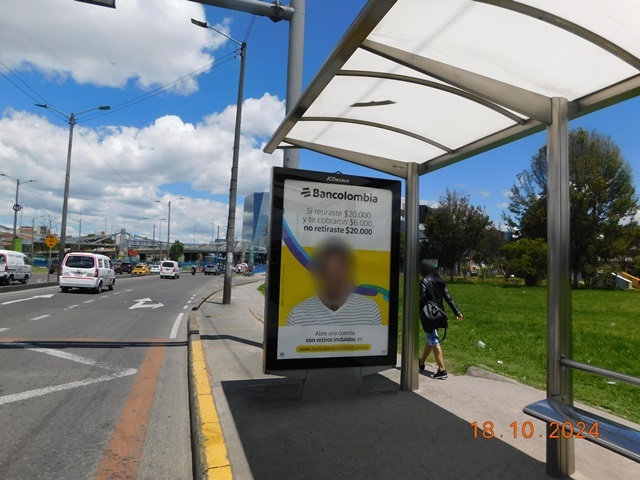 JCDecaux
Bancolombia
Si retiraste $20.000
y te cobraron $6.000,
no retiraste $20.000
Abre una cuenta
con retiros incluidos en
18.10.2024